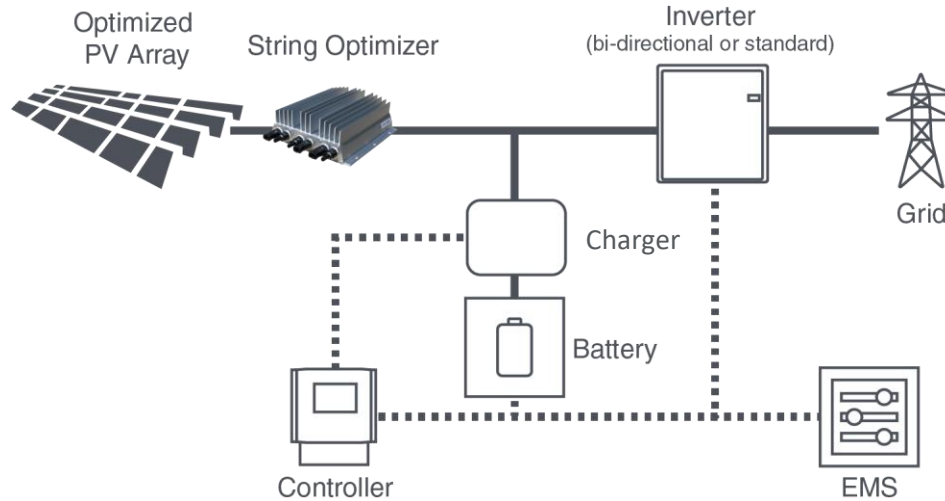 Optimized
PV Array
String Optimizer
Inverter
(bi-directional or standard)
Grid
Charger
Battery
Controller
EMS